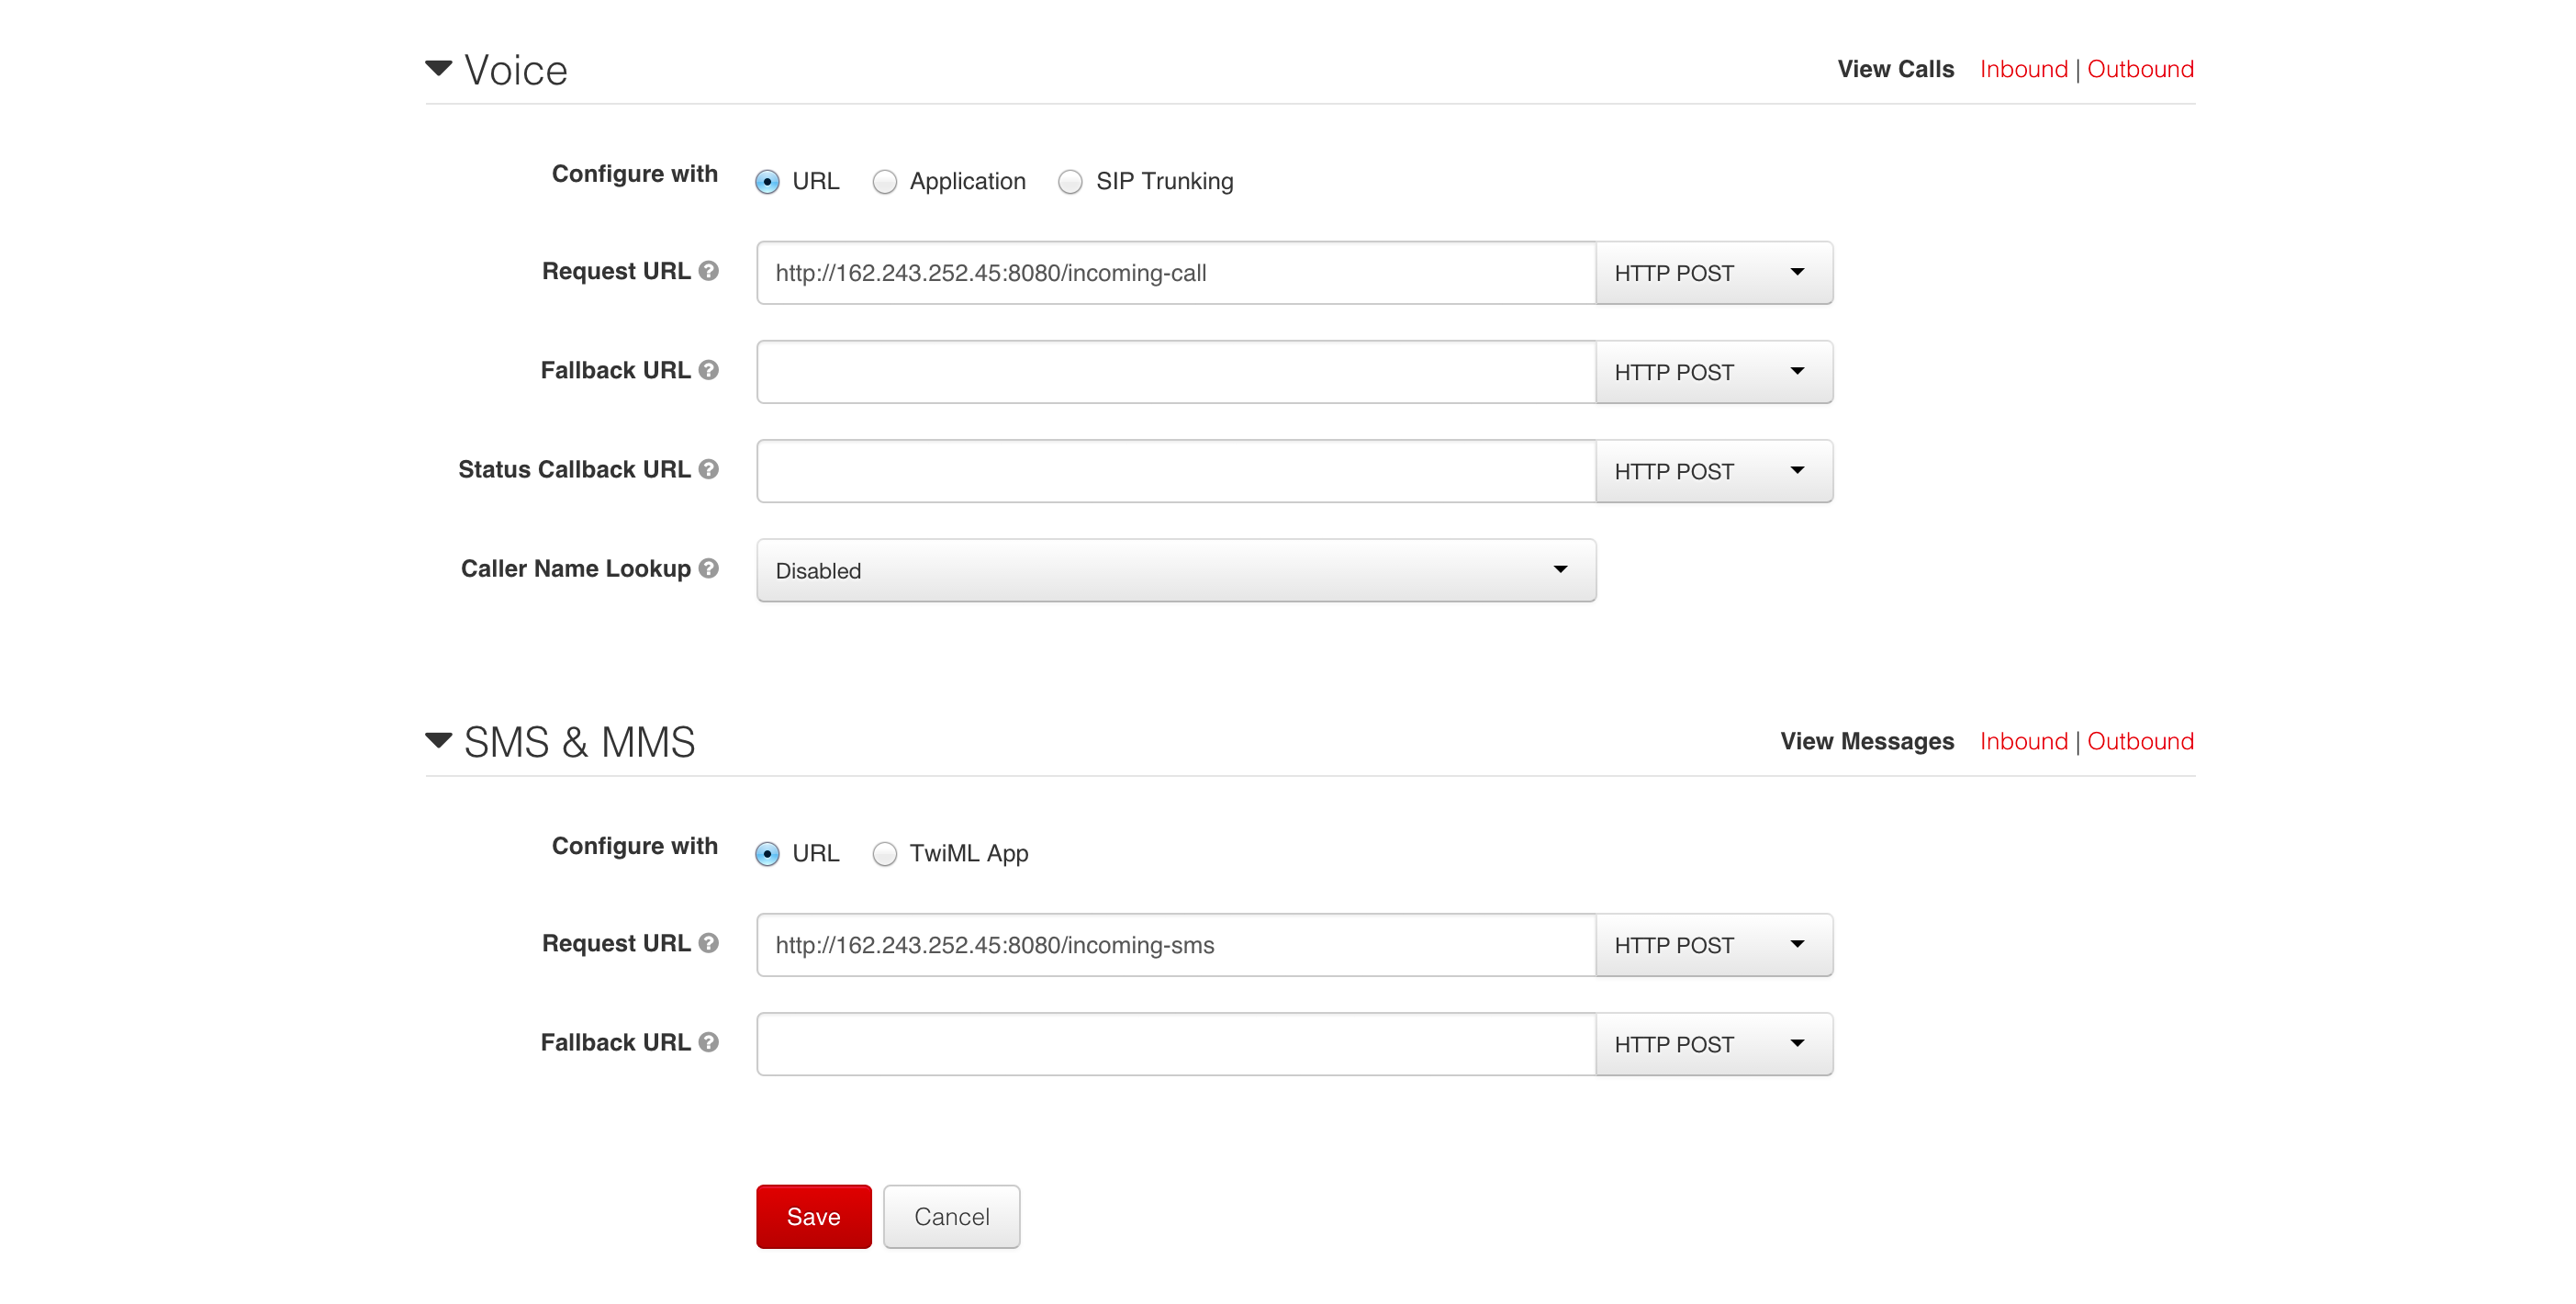 Voice View Calls Inbound | Outbound
Configure with URL Application SIP Trunking
Request URL ? http://162.243.252.45:8080/incoming-call HTTP POST
Fallback URL ? HTTP POST
Status Callback URL ? HTTP POST
Caller Name Lookup ? Disabled
SMS & MMS View Messages Inbound | Outbound
Configure with URL TwiML App
Request URL ? http://162.243.252.45:8080/incoming-sms HTTP POST
Fallback URL ? HTTP POST
Save Cancel